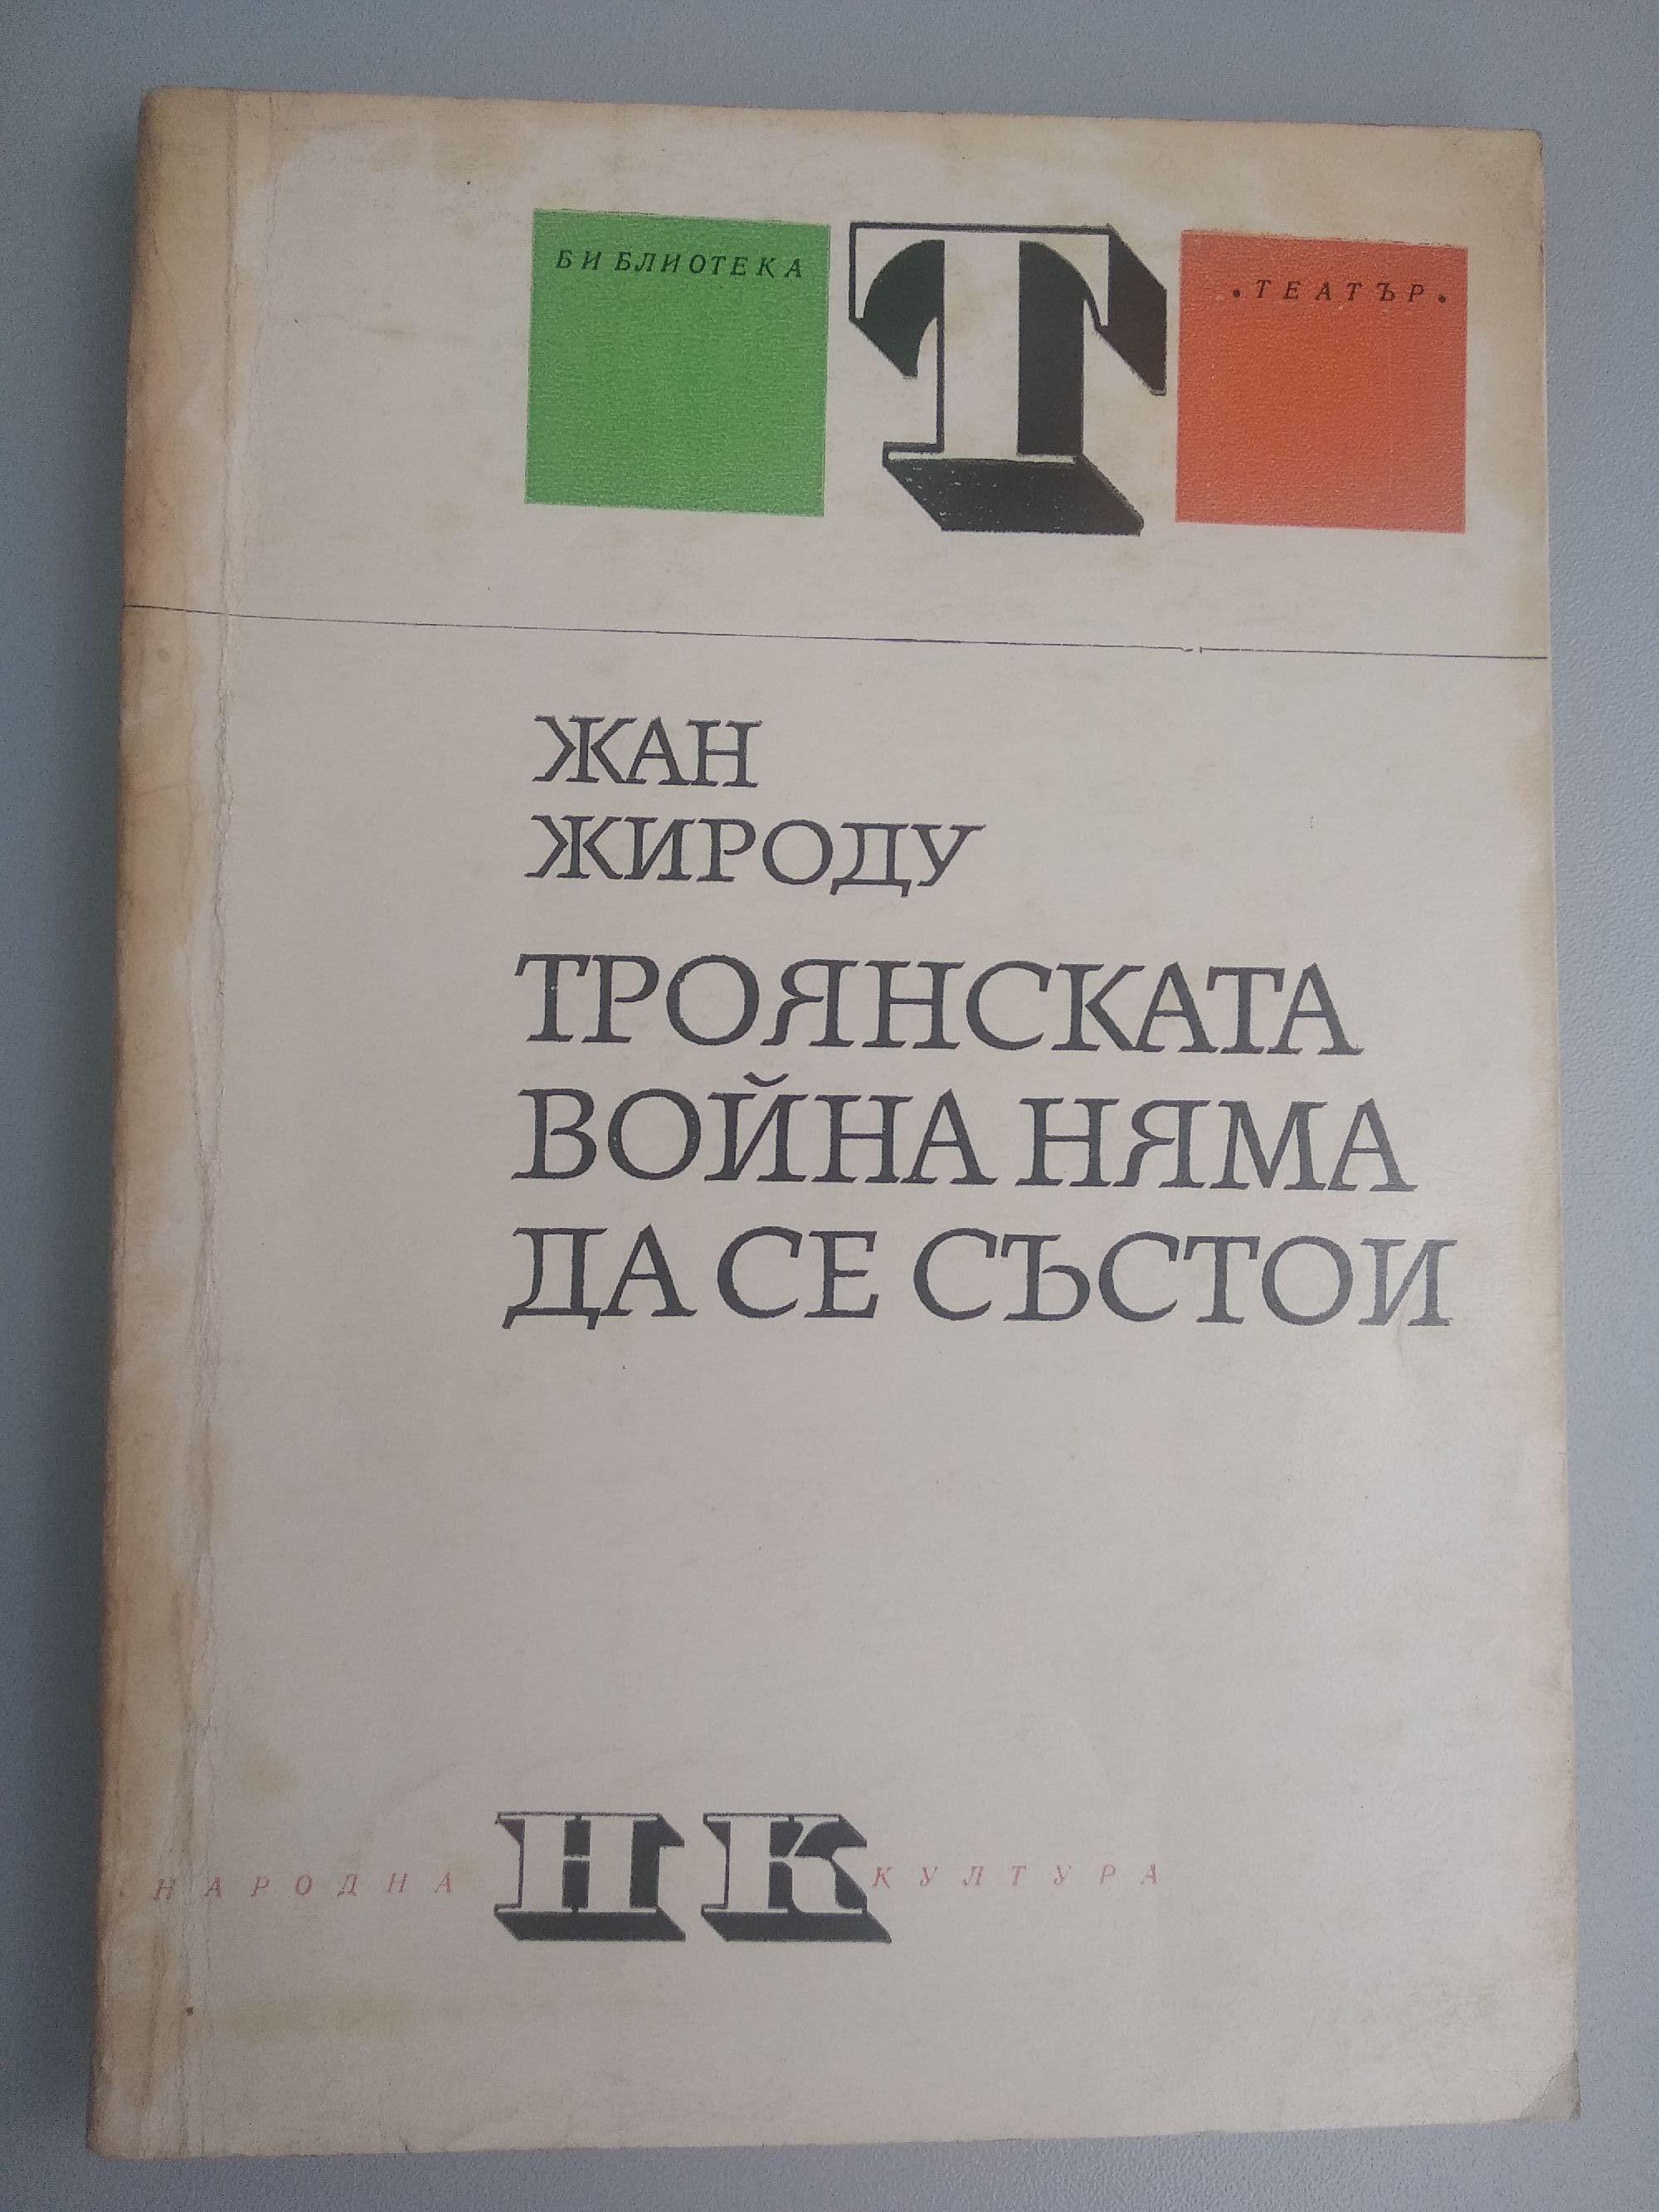 БИБЛИОТЕКА
Т
•ТЕАТЪР•
ЖАН
ЖИРОДУ
ТРОЯНСКАТА
ВОЙНА НЯМА
ДА СЕ СЪСТОИ
НАРОДНА НК КУЛТУРА